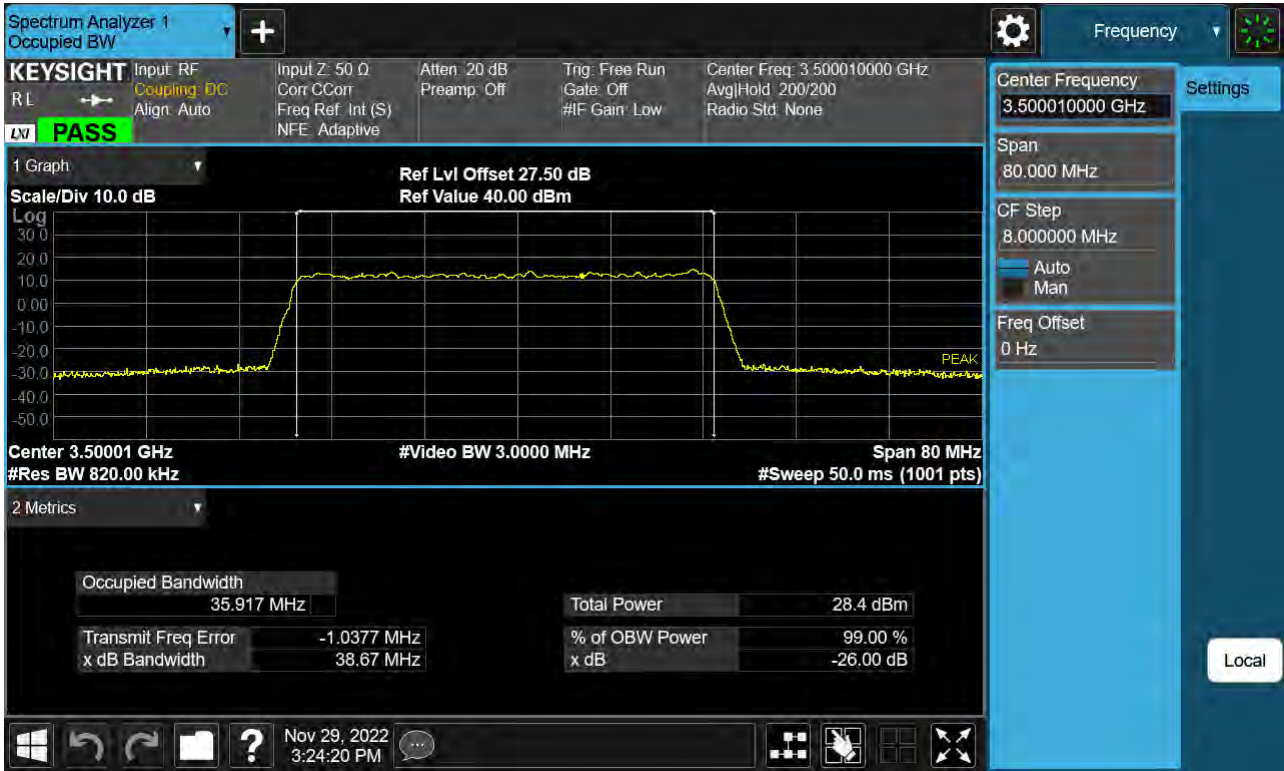 Spectrum Analyzer 1
Occupied BW
+
Frequency
KEYSIGHT
RL
LXI PASS
Input: RF
Coupling: DC
Align: Auto
Input Z: 50 Ω
Corr CCorr
Freq Ref: Int (S)
NFE: Adaptive
Atten: 20 dB
Preamp: Off
Trig: Free Run
Gate: Off
#IF Gain: Low
Center Freq: 3.500010000 GHz
Avg|Hold: 200/200
Radio Std: None
Center Frequency
3.500010000 GHz
Settings
Span
80.000 MHz
CF Step
8.000000 MHz
Auto
Man
Freq Offset
0 Hz
Local
1 Graph
Scale/Div 10.0 dB
Ref Lvl Offset 27.50 dB
Ref Value 40.00 dBm
Log
30.0
20.0
10.0
0.00
-10.0
-20.0
-30.0
-40.0
-50.0
PEAK
Center 3.50001 GHz
#Video BW 3.0000 MHz
Span 80 MHz
#Res BW 820.00 kHz
#Sweep 50.0 ms (1001 pts)
2 Metrics
Occupied Bandwidth
35.917 MHz
Total Power 28.4 dBm
Transmit Freq Error -1.0377 MHz
% of OBW Power 99.00 %
x dB Bandwidth 38.67 MHz
x dB -26.00 dB
?
Nov 29, 2022
3:24:20 PM